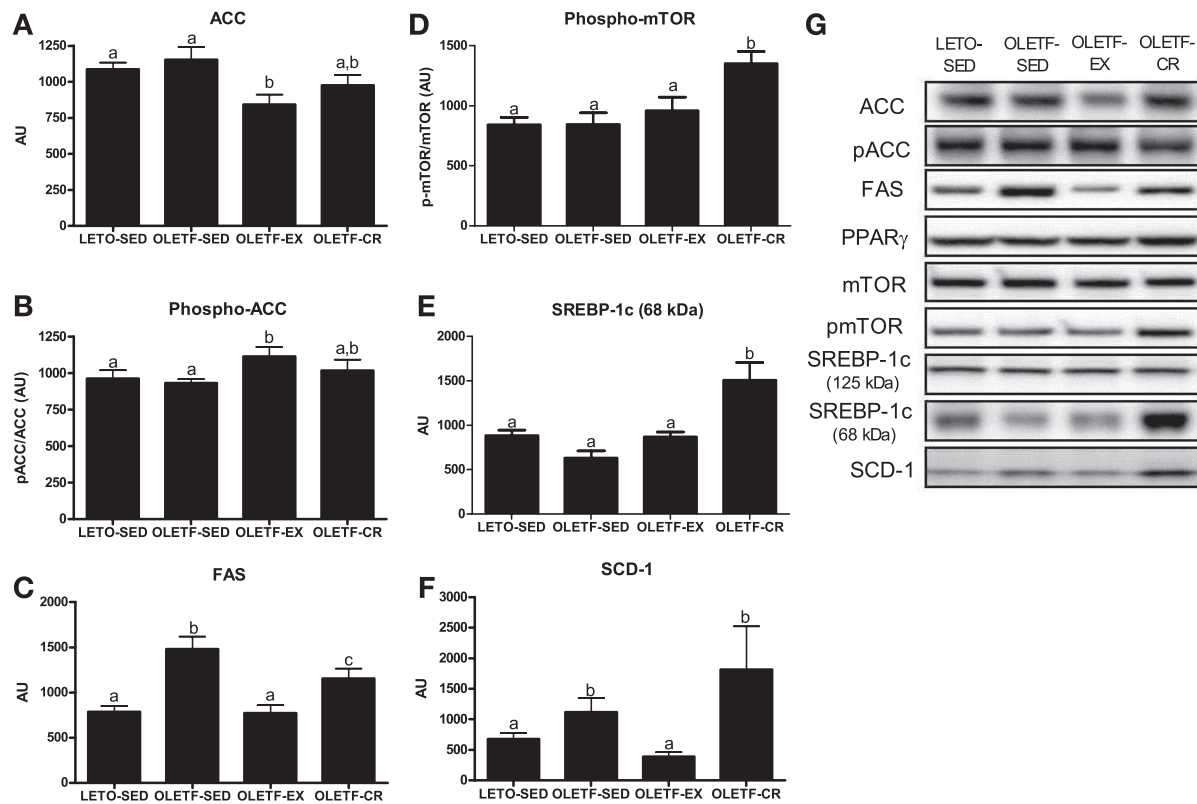 A
ACC
1250
1000
750
500
250
0
AU
a
a
b
a,b
LETO-SED OLETF-SED OLETF-EX OLETF-CR
B
Phospho-ACC
1250
1000
750
500
250
0
pACC/ACC (AU)
a
a
b
a,b
LETO-SED OLETF-SED OLETF-EX OLETF-CR
C
FAS
2000
1500
1000
500
0
AU
a
b
a
c
LETO-SED OLETF-SED OLETF-EX OLETF-CR
D
Phospho-mTOR
1500
1000
500
0
p-mTOR/mTOR (AU)
a
a
a
b
LETO-SED OLETF-SED OLETF-EX OLETF-CR
E
SREBP-1c (68 kDa)
2000
1500
1000
500
0
AU
a
a
a
b
LETO-SED OLETF-SED OLETF-EX OLETF-CR
F
SCD-1
3000
2500
2000
1500
1000
500
0
AU
a
b
a
b
LETO-SED OLETF-SED OLETF-EX OLETF-CR
G
LETO- OLETF- OLETF- OLETF-
SED SED EX CR
ACC
pACC
FAS
PPARγ
mTOR
pmTOR
SREBP-1c
(125 kDa)
SREBP-1c
(68 kDa)
SCD-1